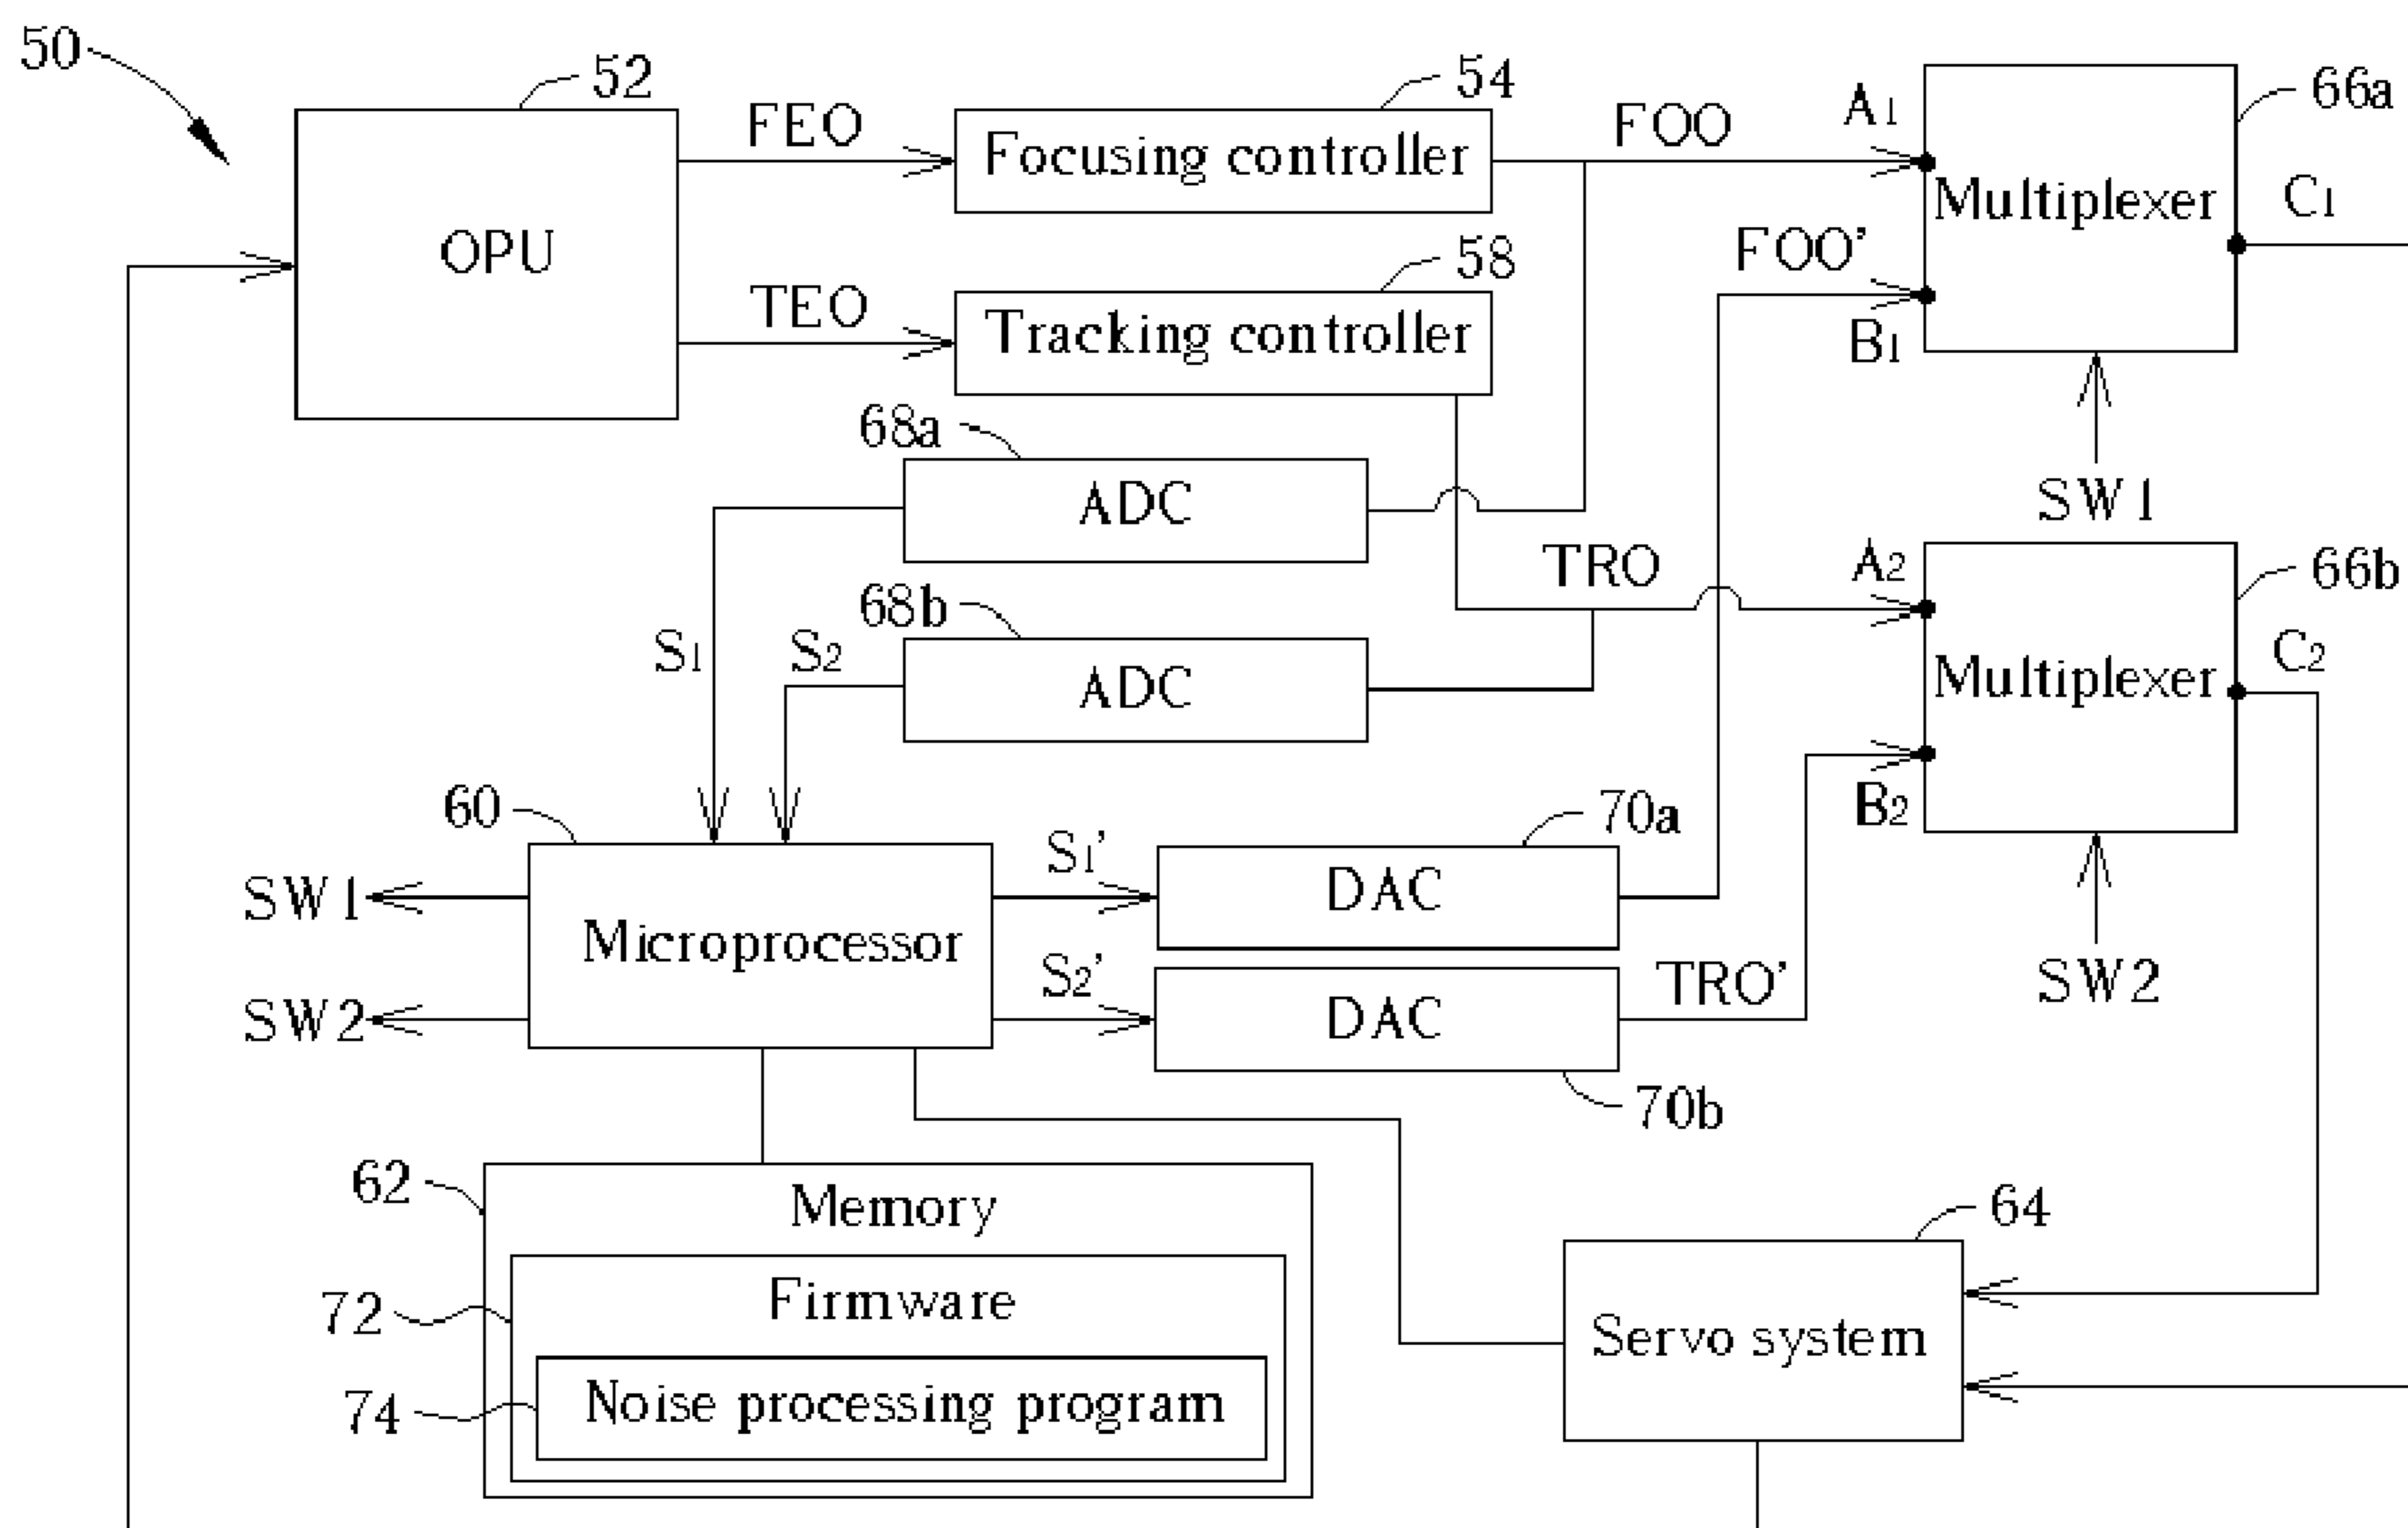 50
52
54
66a
FEO
FOO
A1
Focusing controller
Multiplexer
C1
OPU
FOO'
58
TEO
Tracking controller
B1
68a
ADC
SW1
TRO
A2
66b
68b
S1
S2
ADC
Multiplexer
C2
60
70a
B2
S1'
DAC
SW1
Microprocessor
S2'
TRO'
SW2
DAC
SW2
70b
62
Memory
64
72
Firmware
Servo system
74
Noise processing program